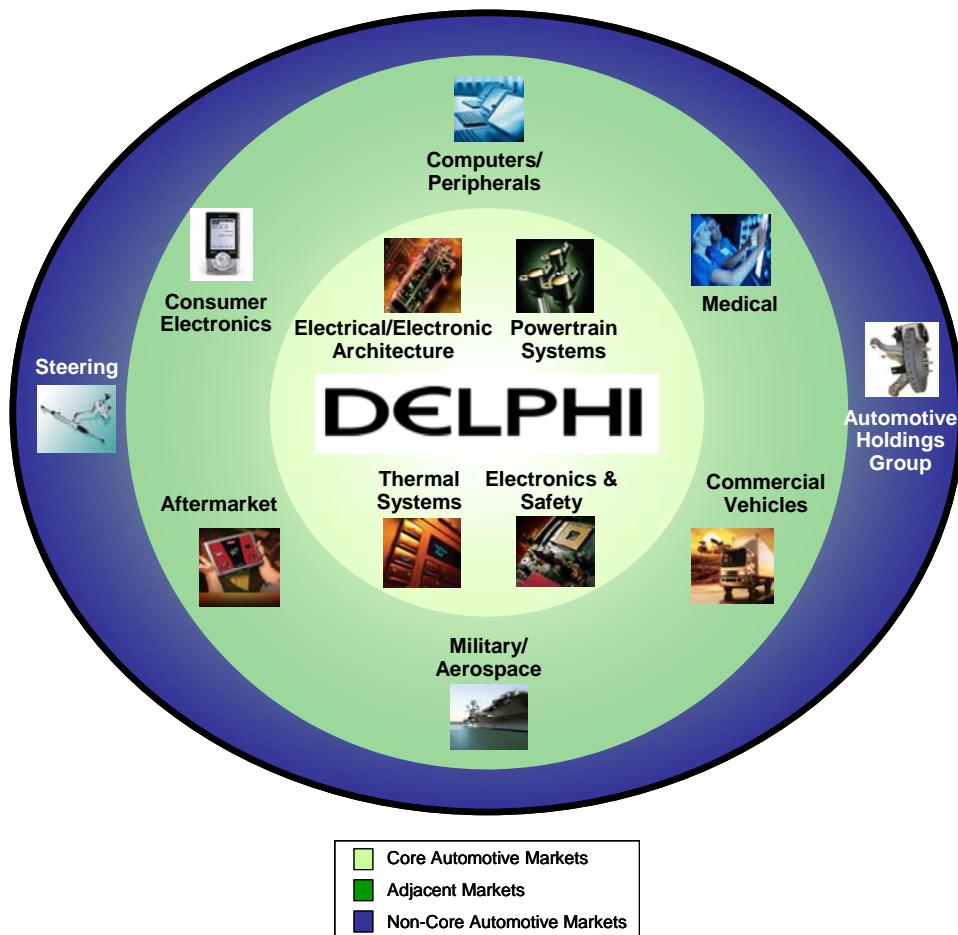 Computers/
Peripherals
Consumer
Electronics
Medical
Electrical/Electronic
Architecture
Powertrain
Systems
Steering
DELPHI
Automotive
Holdings
Group
Thermal
Systems
Electronics &
Safety
Aftermarket
Commercial
Vehicles
Military/
Aerospace
Core Automotive Markets
Adjacent Markets
Non-Core Automotive Markets